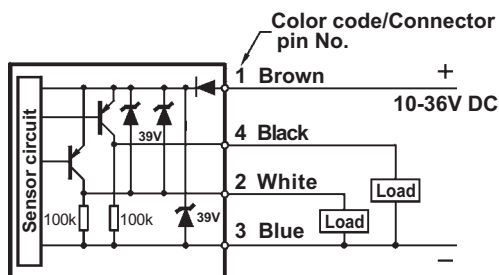 Color code/Connector
pin No.
1 Brown
+
10-36V DC
4 Black
39V
2 White
Load
Sensor circuit
100k
100k
39V
Load
3 Blue
−